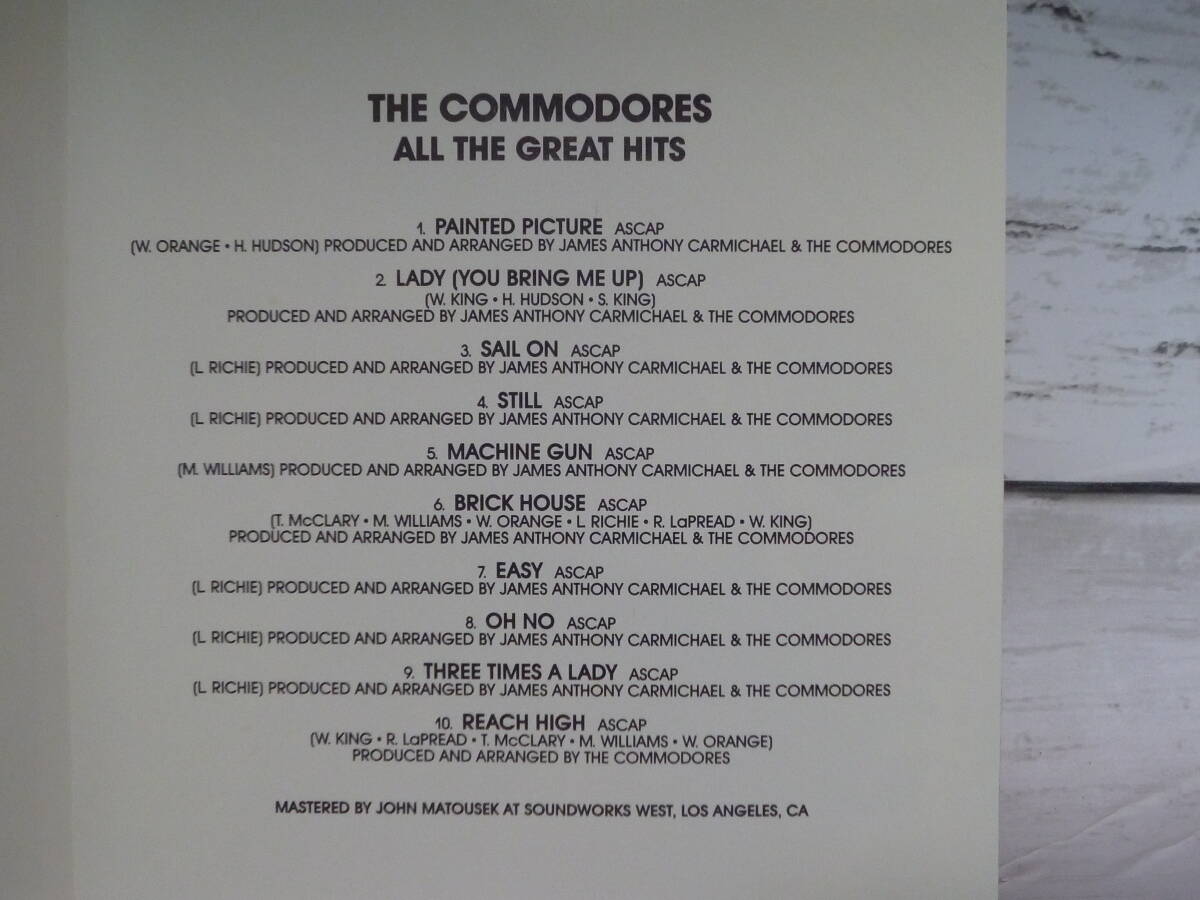 THE COMMODORES
ALL THE GREAT HITS
1. PAINTED PICTURE ASCAP
(W. ORANGE • H. HUDSON) PRODUCED AND ARRANGED BY JAMES ANTHONY CARMICHAEL & THE COMMODORES
2. LADY (YOU BRING ME UP) ASCAP
(W. KING • H. HUDSON • S. KING)
PRODUCED AND ARRANGED BY JAMES ANTHONY CARMICHAEL & THE COMMODORES
3. SAIL ON ASCAP
(L. RICHIE) PRODUCED AND ARRANGED BY JAMES ANTHONY CARMICHAEL & THE COMMODORES
4. STILL ASCAP
(L. RICHIE) PRODUCED AND ARRANGED BY JAMES ANTHONY CARMICHAEL & THE COMMODORES
5. MACHINE GUN ASCAP
(M. WILLIAMS) PRODUCED AND ARRANGED BY JAMES ANTHONY CARMICHAEL & THE COMMODORES
6. BRICK HOUSE ASCAP
(T. McCLARY • M. WILLIAMS • W. ORANGE • L. RICHIE • R. LaPREAD • W. KING)
PRODUCED AND ARRANGED BY JAMES ANTHONY CARMICHAEL & THE COMMODORES
7. EASY ASCAP
(L. RICHIE) PRODUCED AND ARRANGED BY JAMES ANTHONY CARMICHAEL & THE COMMODORES
8. OH NO ASCAP
(L. RICHIE) PRODUCED AND ARRANGED BY JAMES ANTHONY CARMICHAEL & THE COMMODORES
9. THREE TIMES A LADY ASCAP
(L. RICHIE) PRODUCED AND ARRANGED BY JAMES ANTHONY CARMICHAEL & THE COMMODORES
10. REACH HIGH ASCAP
(W. KING • R. LaPREAD • T. McCLARY • M. WILLIAMS • W. ORANGE)
PRODUCED AND ARRANGED BY THE COMMODORES
MASTERED BY JOHN MATOUSEK AT SOUNDWORKS WEST, LOS ANGELES, CA